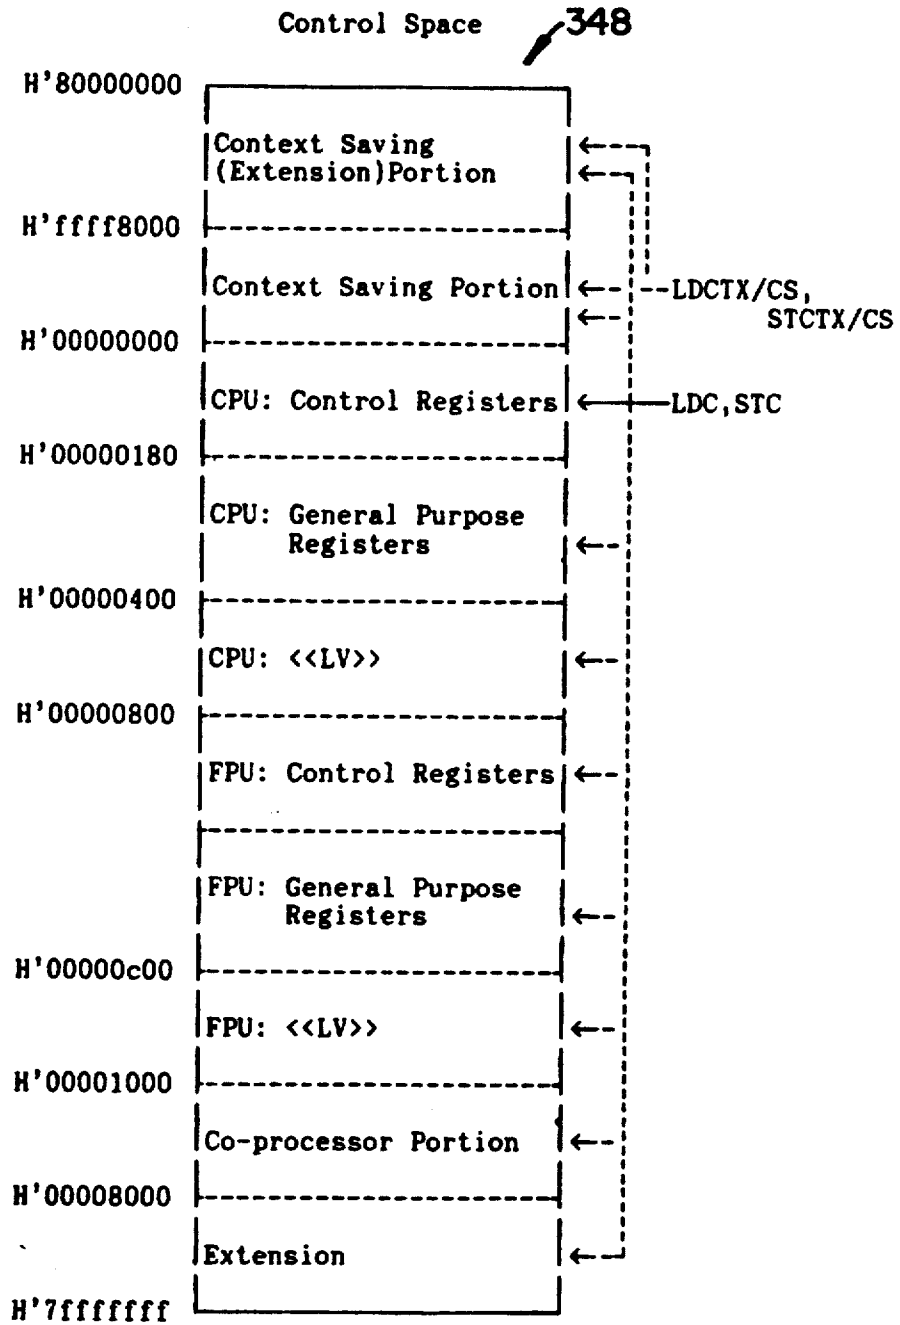 Control Space 348
H'80000000
Context Saving
(Extension)Portion
H'ffff8000
Context Saving Portion
LDCTX/CS,
STCTX/CS
H'00000000
CPU: Control Registers
LDC,STC
H'00000180
CPU: General Purpose
Registers
H'00000400
CPU: <<LV>>
H'00000800
FPU: Control Registers
FPU: General Purpose
Registers
H'00000c00
FPU: <<LV>>
H'00001000
Co-processor Portion
H'00008000
Extension
H'7fffffff